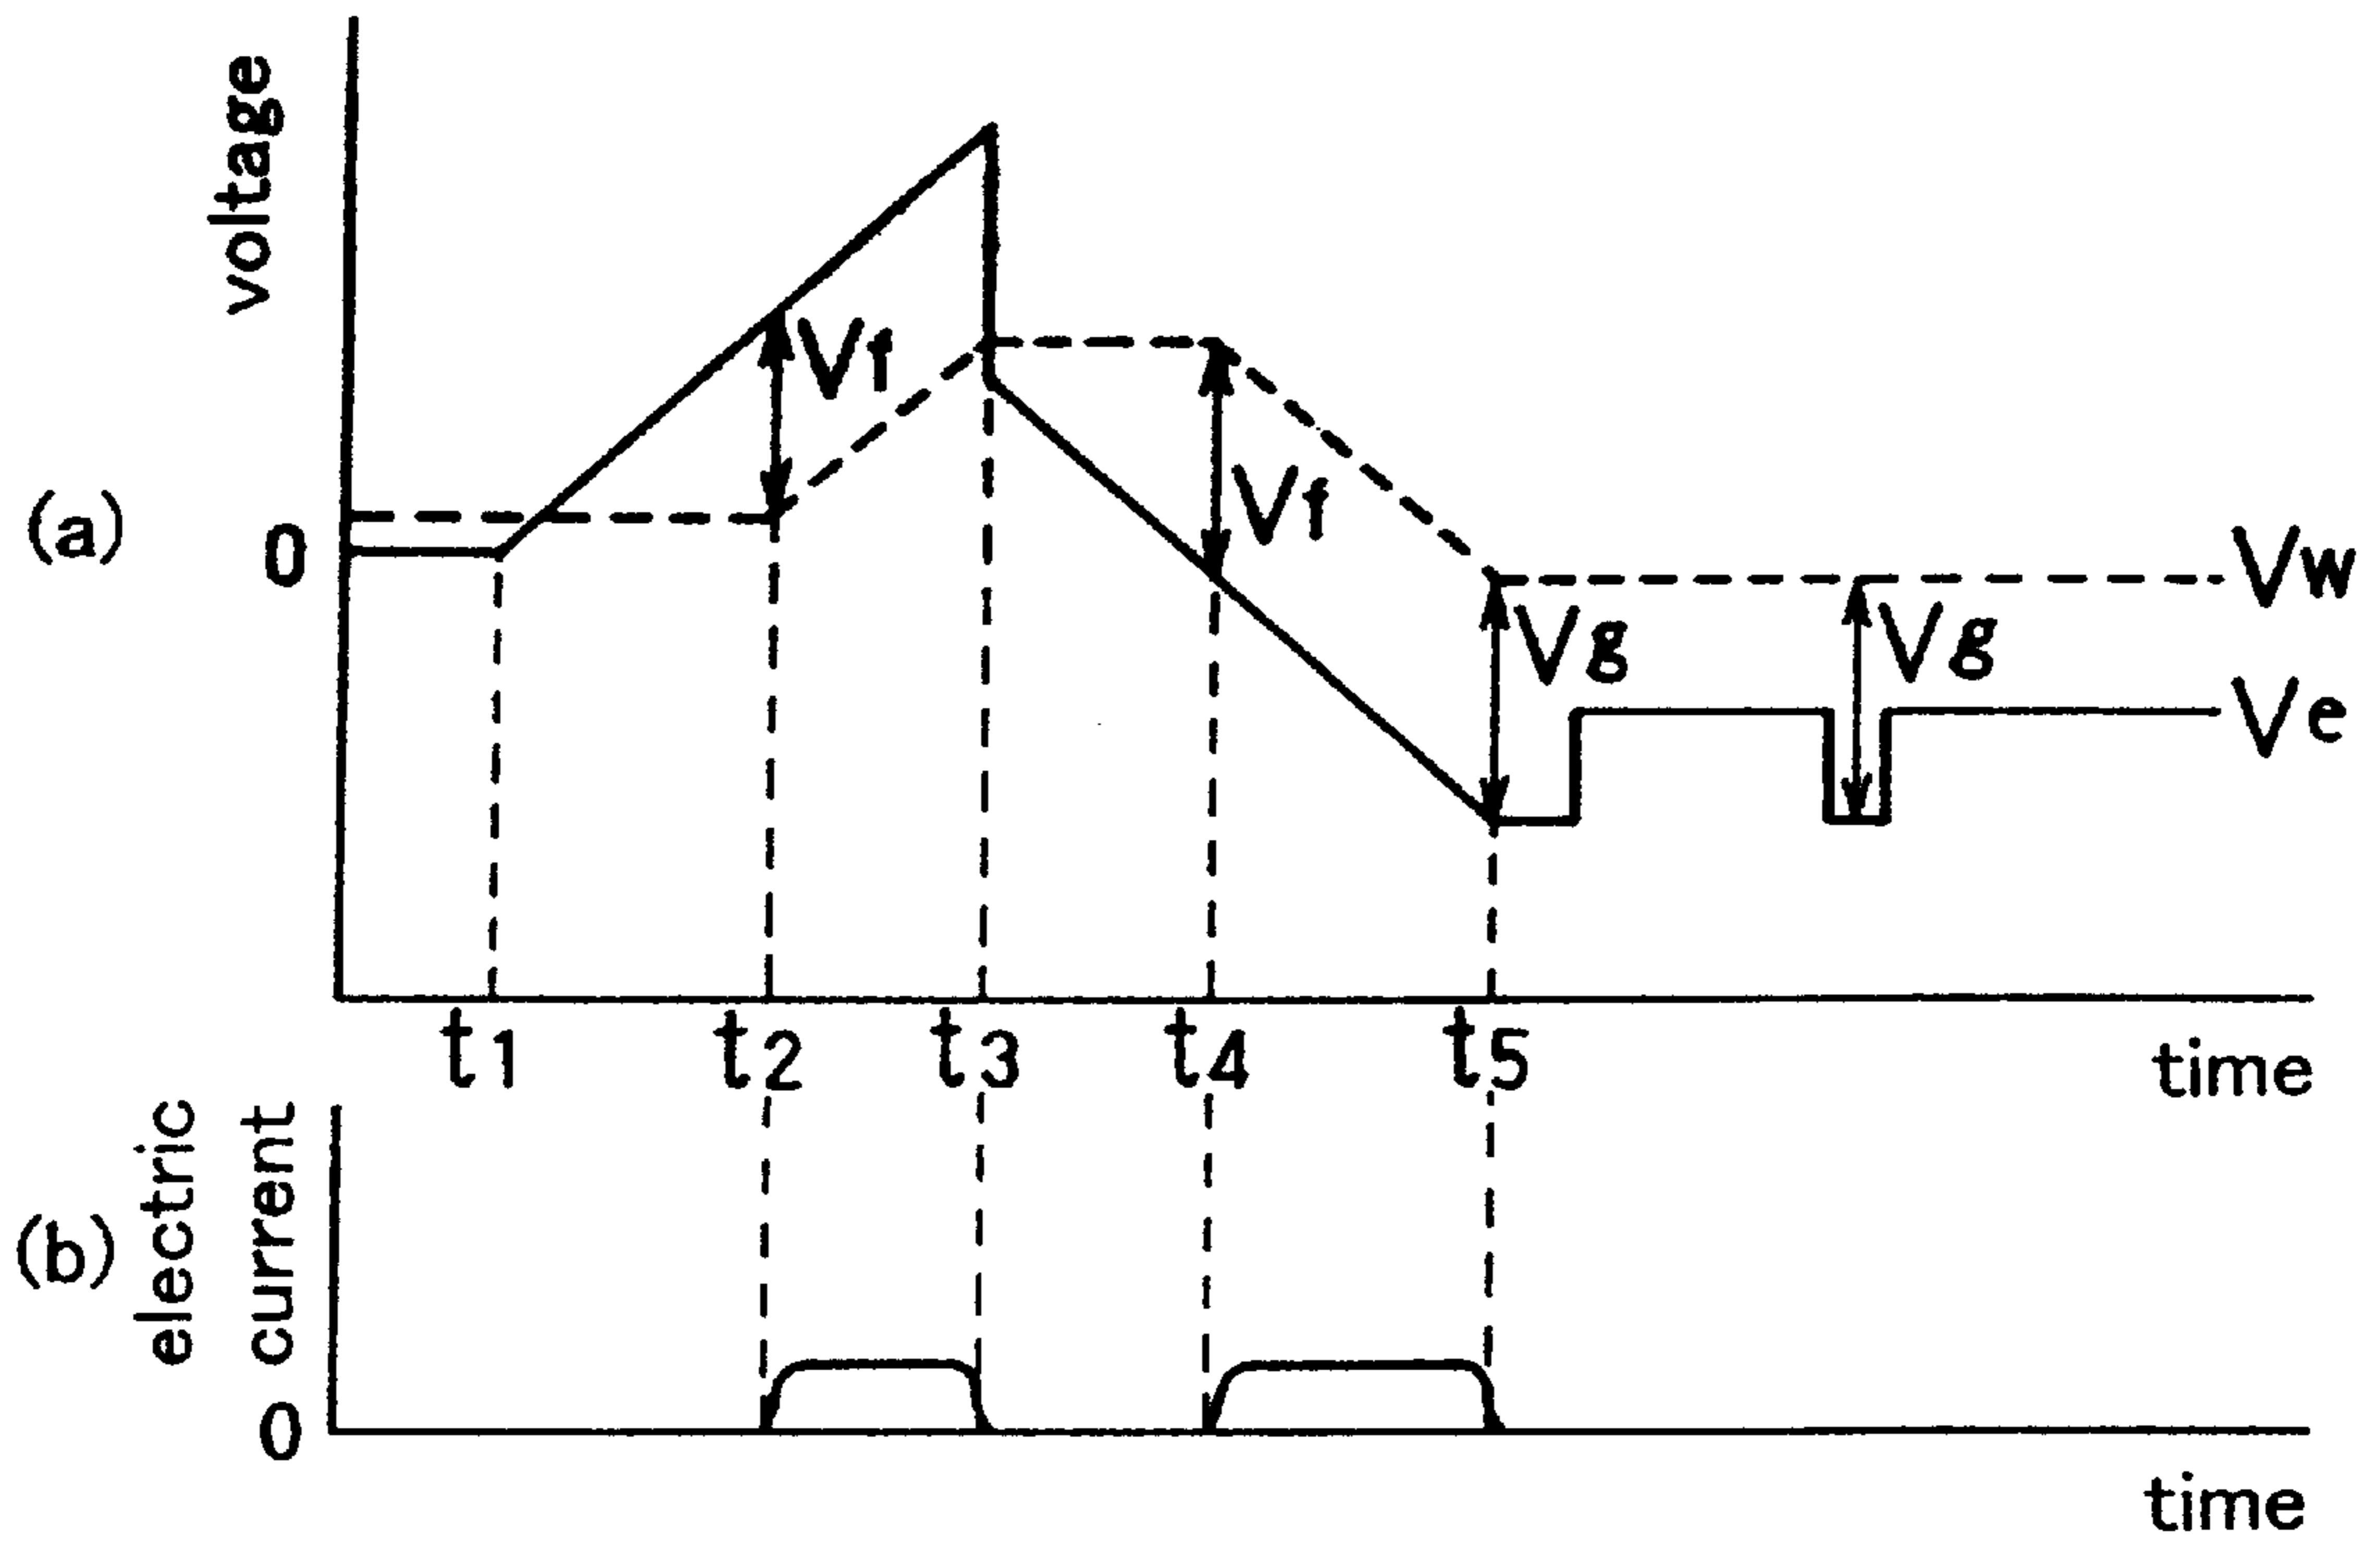 voltage
(a)
0
Vf
Vf
Vg
Vg
Vw
Ve
t1
t2
t3
t4
t5
time
electric
current
(b)
0
time